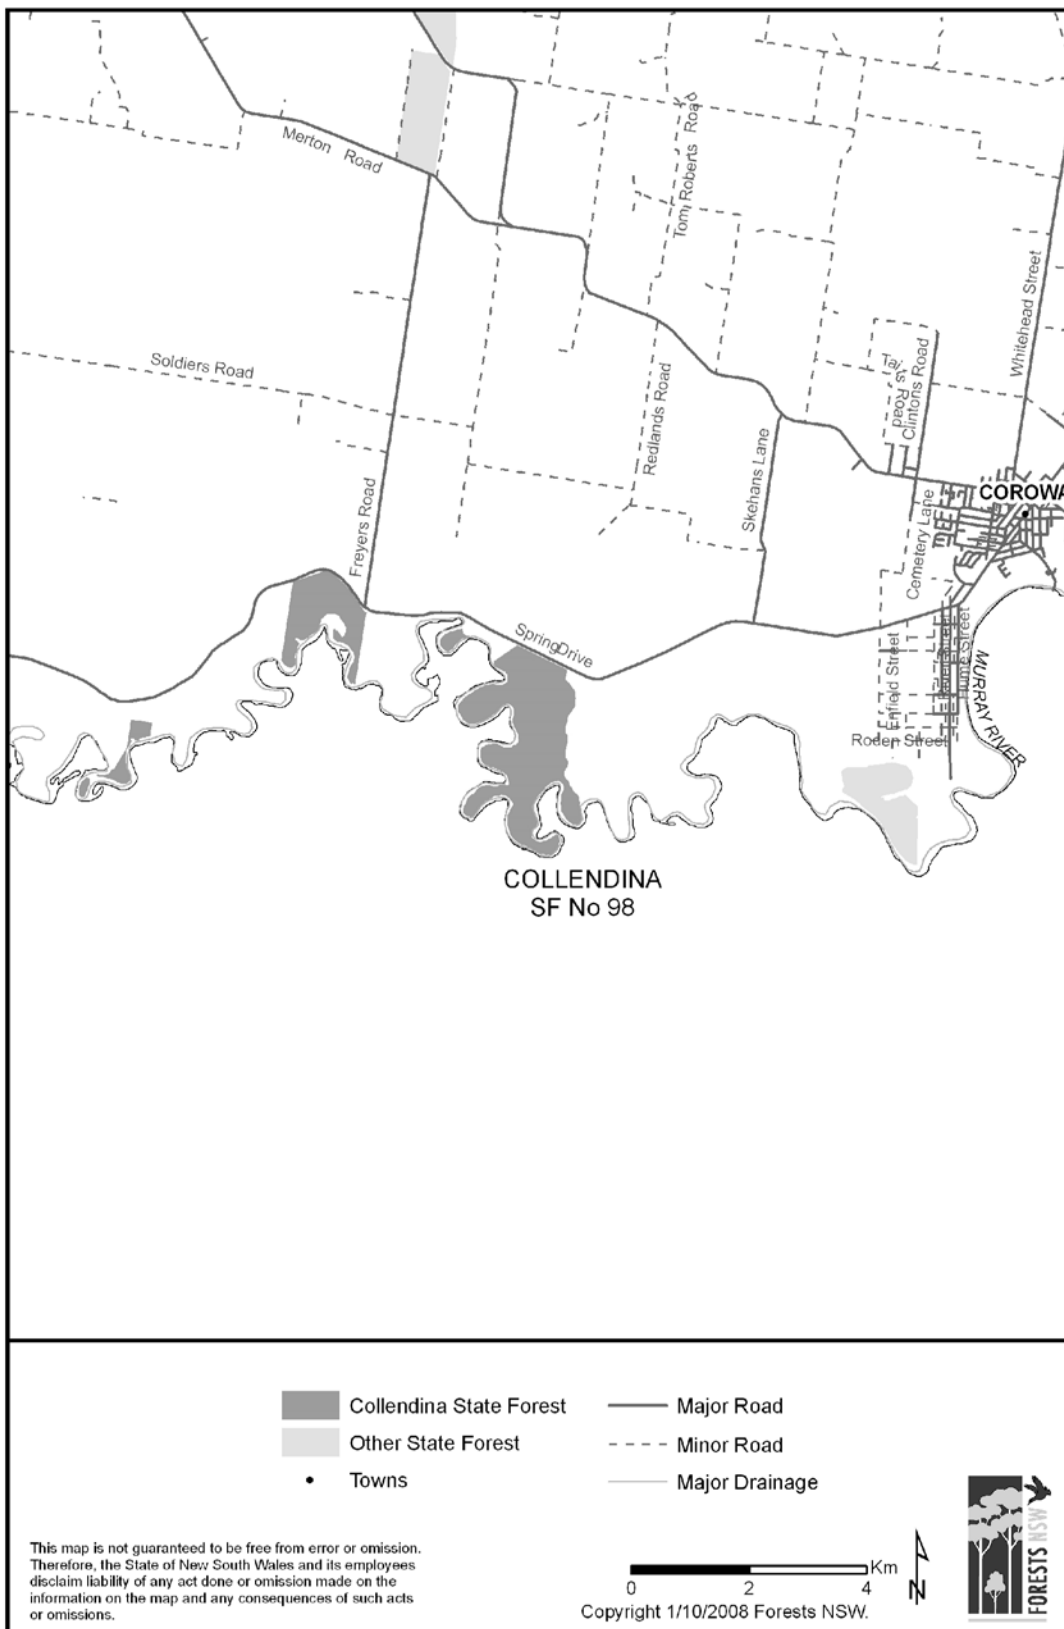 Merton Road
Tom Roberts Road
Whitehead Street
Soldiers Road
Redlands Road
Clintons Road
Skehans Lane
COROWA
Freyers Road
Cemetery Lane
SpringDrive
Enfield Street
Hume Street
MURRAY RIVER
Roden Street
COLLENDINA
SF No 98
Collendina State Forest
Major Road
Other State Forest
Minor Road
Towns
Major Drainage
This map is not guaranteed to be free from error or omission.
Therefore, the State of New South Wales and its employees
disclaim liability of any act done or omission made on the
information on the map and any consequences of such acts
or omissions.
Km
0 2 4
Copyright 1/10/2008 Forests NSW.
N
FORESTS NSW